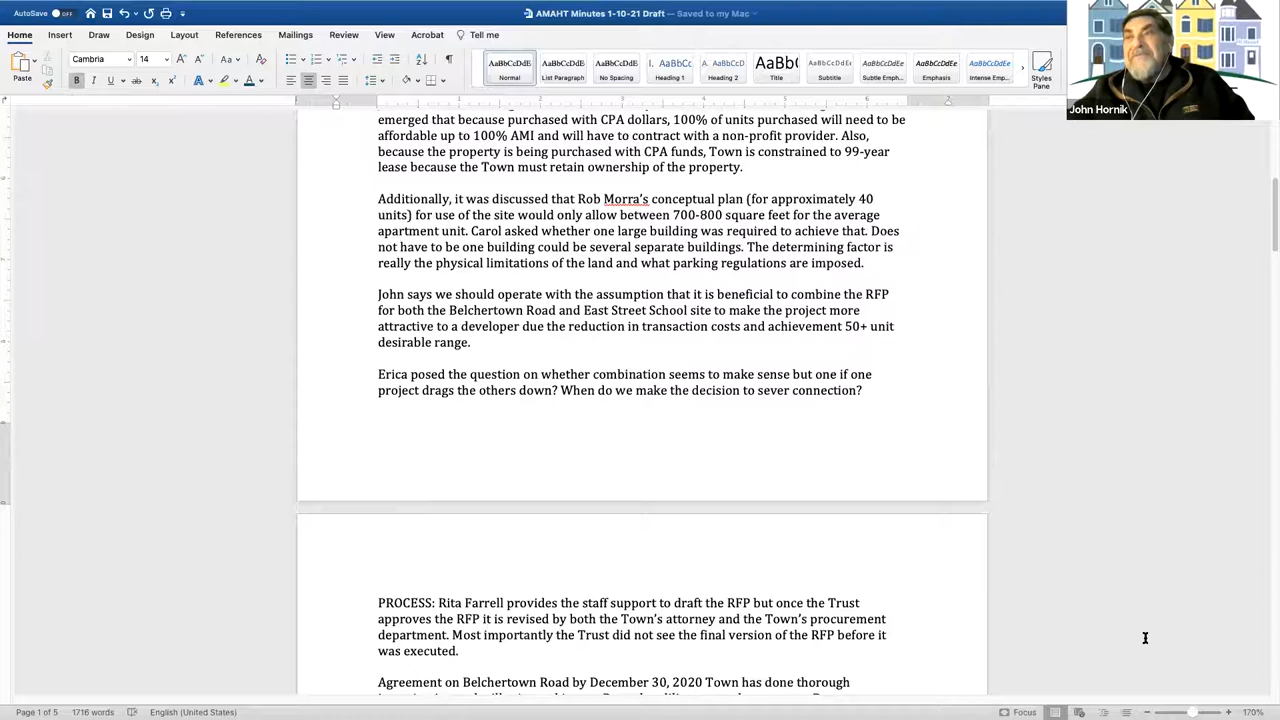 AutoSave OFF
AMAHT Minutes 1-10-21 Draft — Saved to my Mac
Home Insert Draw Design Layout References Mailings Review View Acrobat Tell me
Paste
Cambria 14
AaBbCcDdE AaBbCcDdE AaBbCcDdE AaBbCc AaBbCcD AaBb( AaBbCcDdE AaBbCcDdEe AaBbCcDdEe AaBbCcDdEe
Normal List Paragraph No Spacing Heading 1 Heading 2 Title Subtitle Subtle Emph... Emphasis Intense Emp... Styles Pane
John Hornik
emerged that because purchased with CPA dollars, 100% of units purchased will need to be
affordable up to 100% AMI and will have to contract with a non-profit provider. Also,
because the property is being purchased with CPA funds, Town is constrained to 99-year
lease because the Town must retain ownership of the property.
Additionally, it was discussed that Rob Morra's conceptual plan (for approximately 40
units) for use of the site would only allow between 700-800 square feet for the average
apartment unit. Carol asked whether one large building was required to achieve that. Does
not have to be one building could be several separate buildings. The determining factor is
really the physical limitations of the land and what parking regulations are imposed.
John says we should operate with the assumption that it is beneficial to combine the RFP
for both the Belchertown Road and East Street School site to make the project more
attractive to a developer due the reduction in transaction costs and achievement 50+ unit
desirable range.
Erica posed the question on whether combination seems to make sense but one if one
project drags the others down? When do we make the decision to sever connection?
PROCESS: Rita Farrell provides the staff support to draft the RFP but once the Trust
approves the RFP it is revised by both the Town's attorney and the Town's procurement
department. Most importantly the Trust did not see the final version of the RFP before it
was executed.
Agreement on Belchertown Road by December 30, 2020 Town has done thorough
Page 1 of 5 1716 words English (United States) Focus 170%